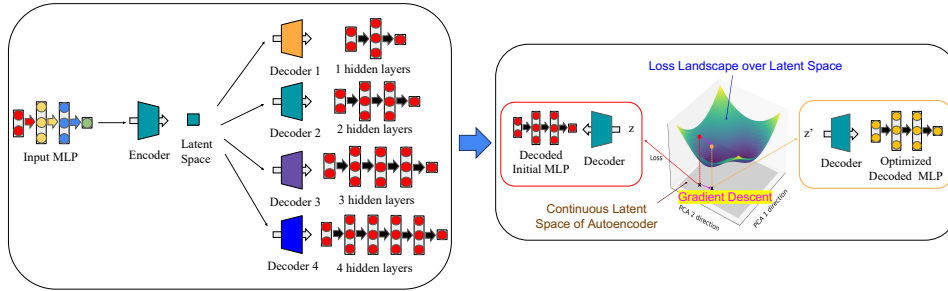 Input MLP
Encoder
Latent
Space
Decoder 1
1 hidden layers
Decoder 2
2 hidden layers
Decoder 3
3 hidden layers
Decoder 4
4 hidden layers
Loss Landscape over Latent Space
Decoded
Initial MLP
Decoder
z
Loss
z’
Decoder
Optimized
Decoded MLP
Gradient Descent
Continuous Latent
Space of Autoencoder
PCA 2 direction
PCA 1 direction